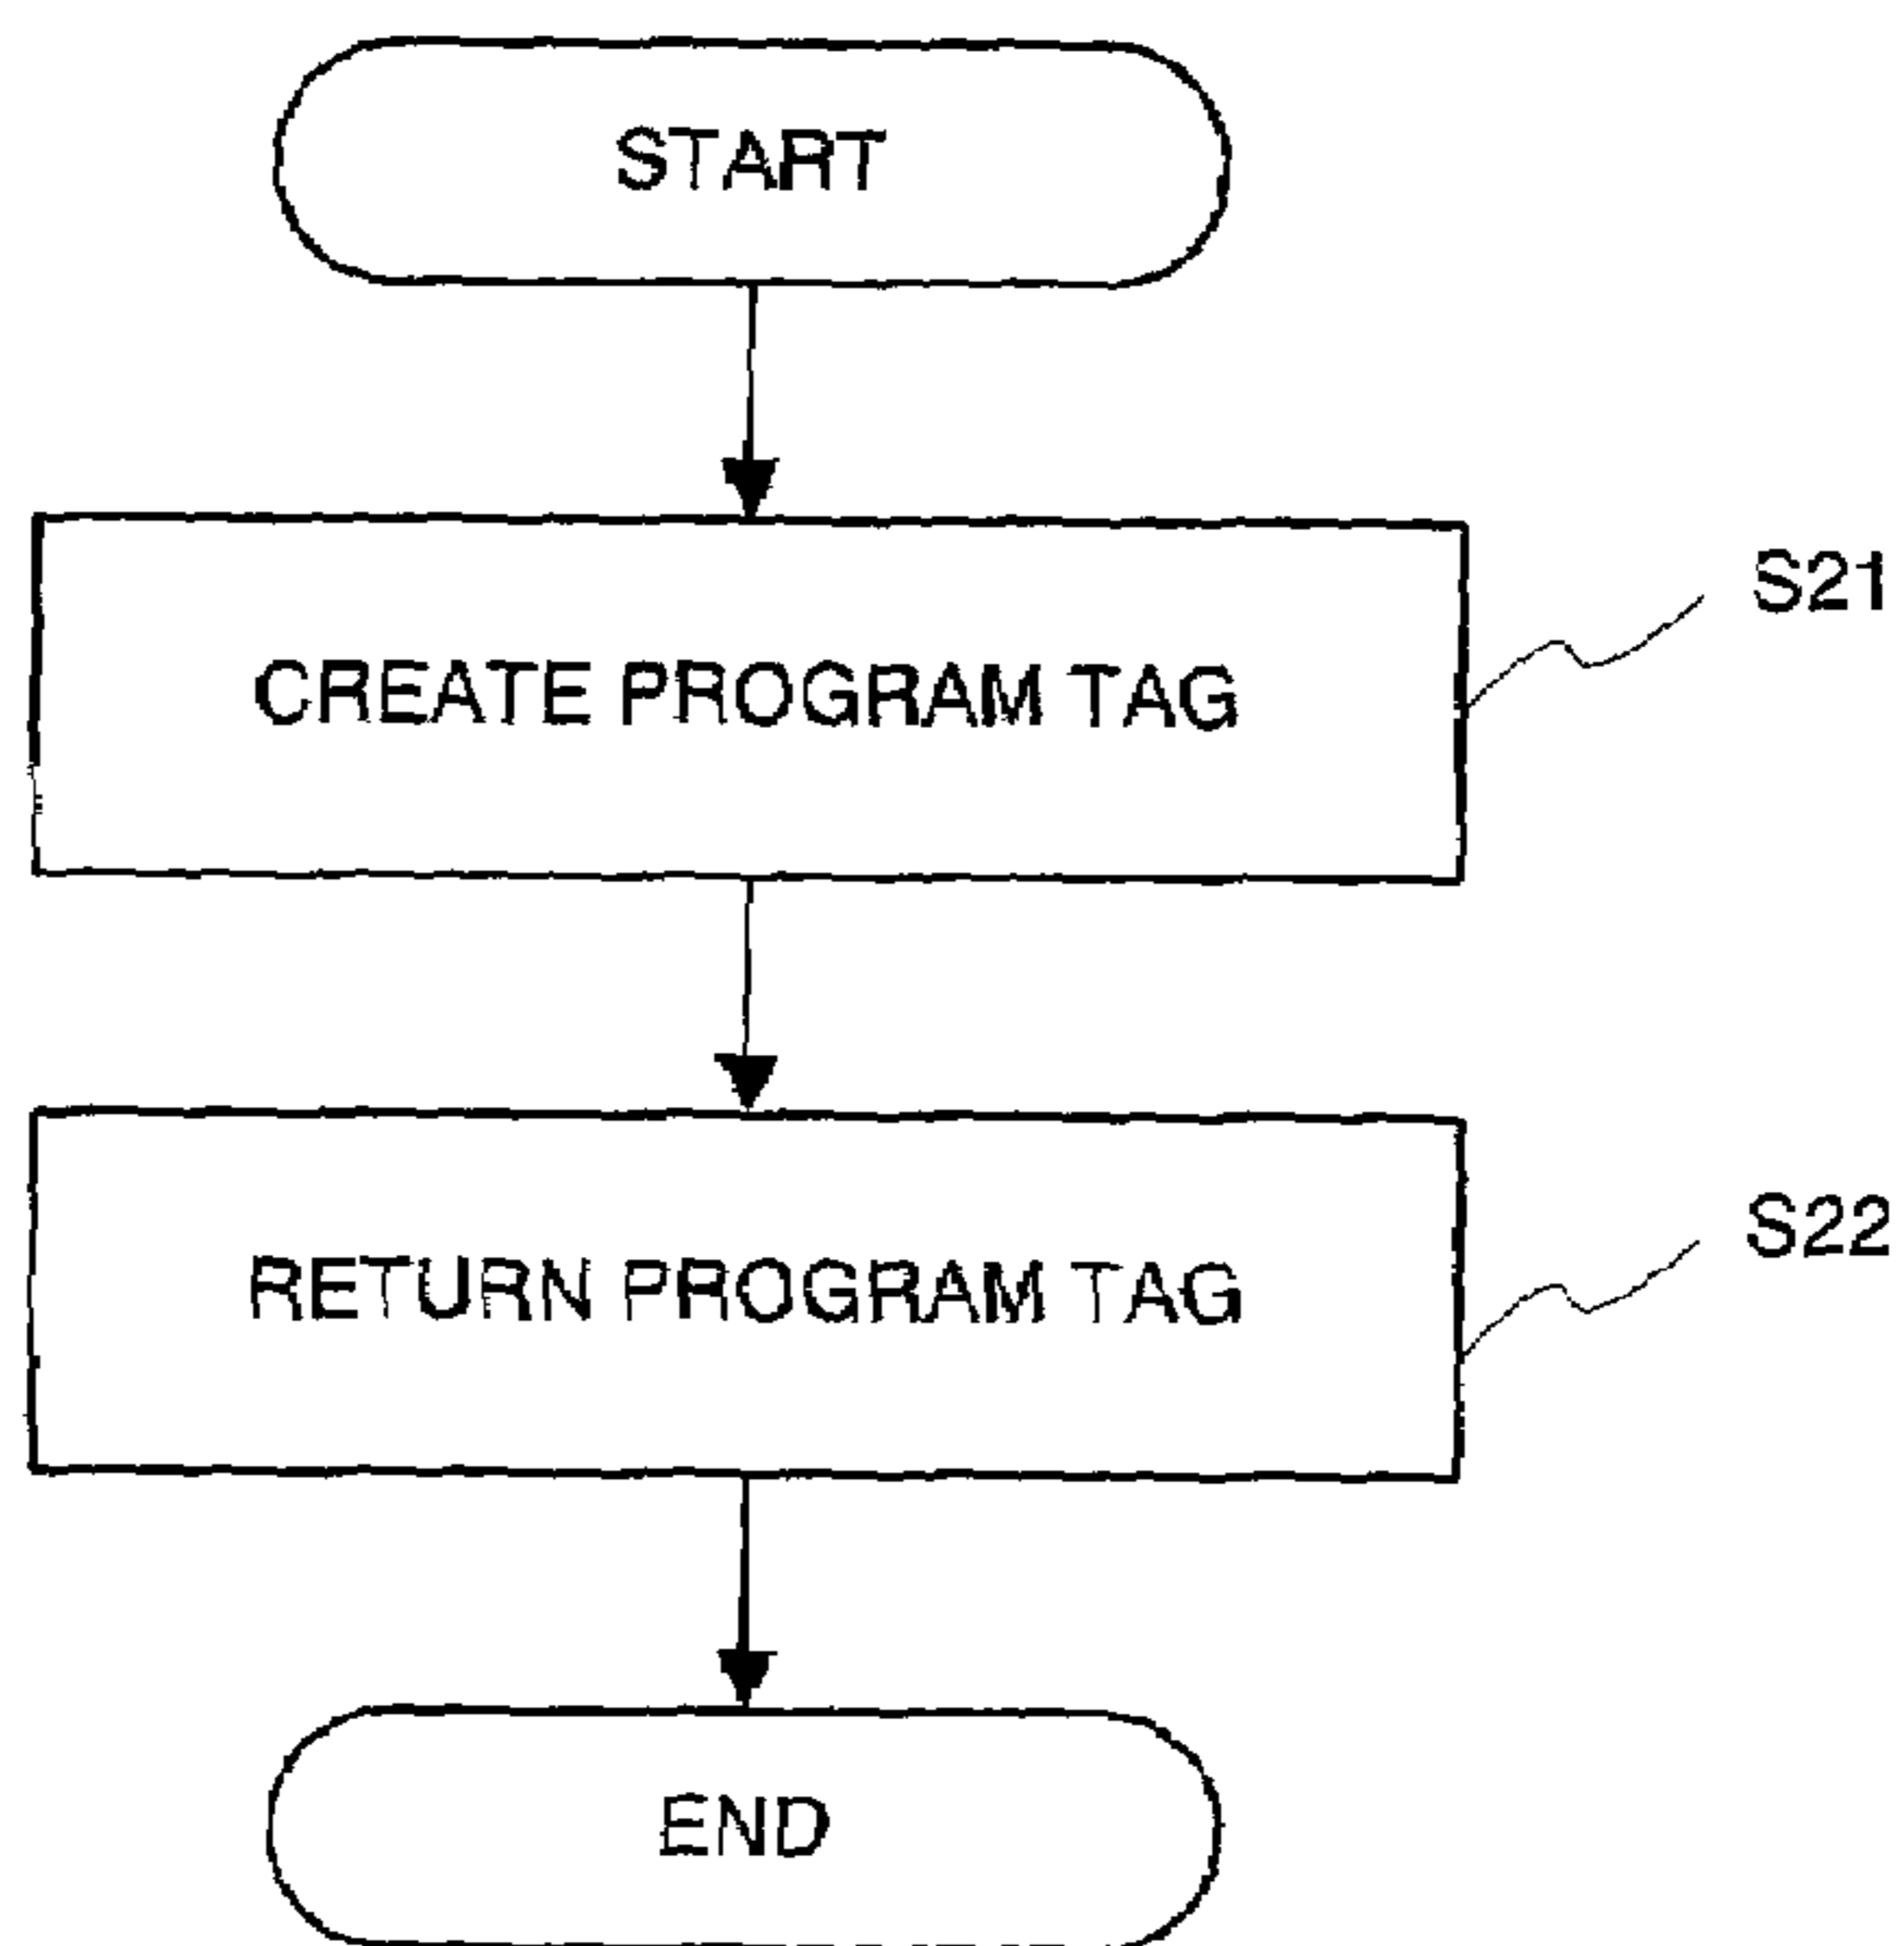 START
S21
CREATE PROGRAM TAG
S22
RETURN PROGRAM TAG
END